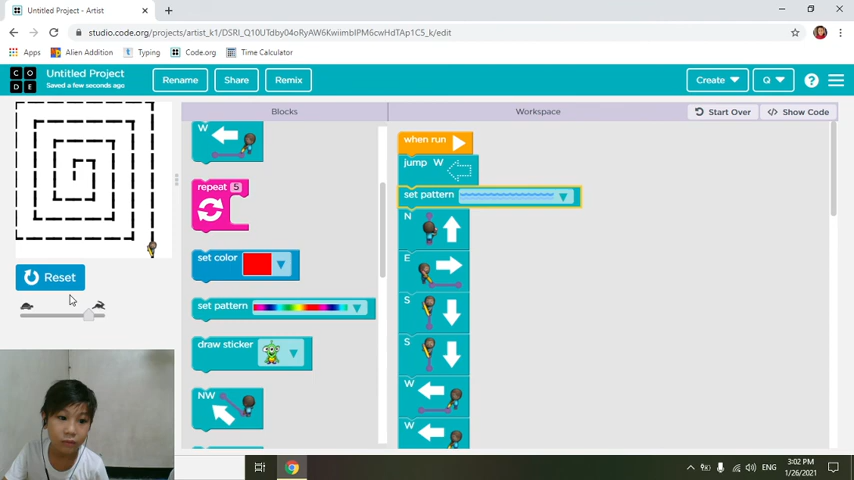 Untitled Project - Artist
studio.code.org/projects/artist_k1/DSRI_Q10UTdby04oRyAW6KwiimbIPM6cwHdTAp1C5_k/edit
Apps Alien Addition Typing Code.org Time Calculator
C O
D E
Untitled Project
Saved a few seconds ago
Rename
Share
Remix
Create
Q
?
Blocks
Workspace
Start Over
</> Show Code
W
repeat 5
set color
set pattern
draw sticker
NW
when run
jump W
set pattern
N
E
S
S
W
W
Reset
ENG
3:02 PM
1/26/2021